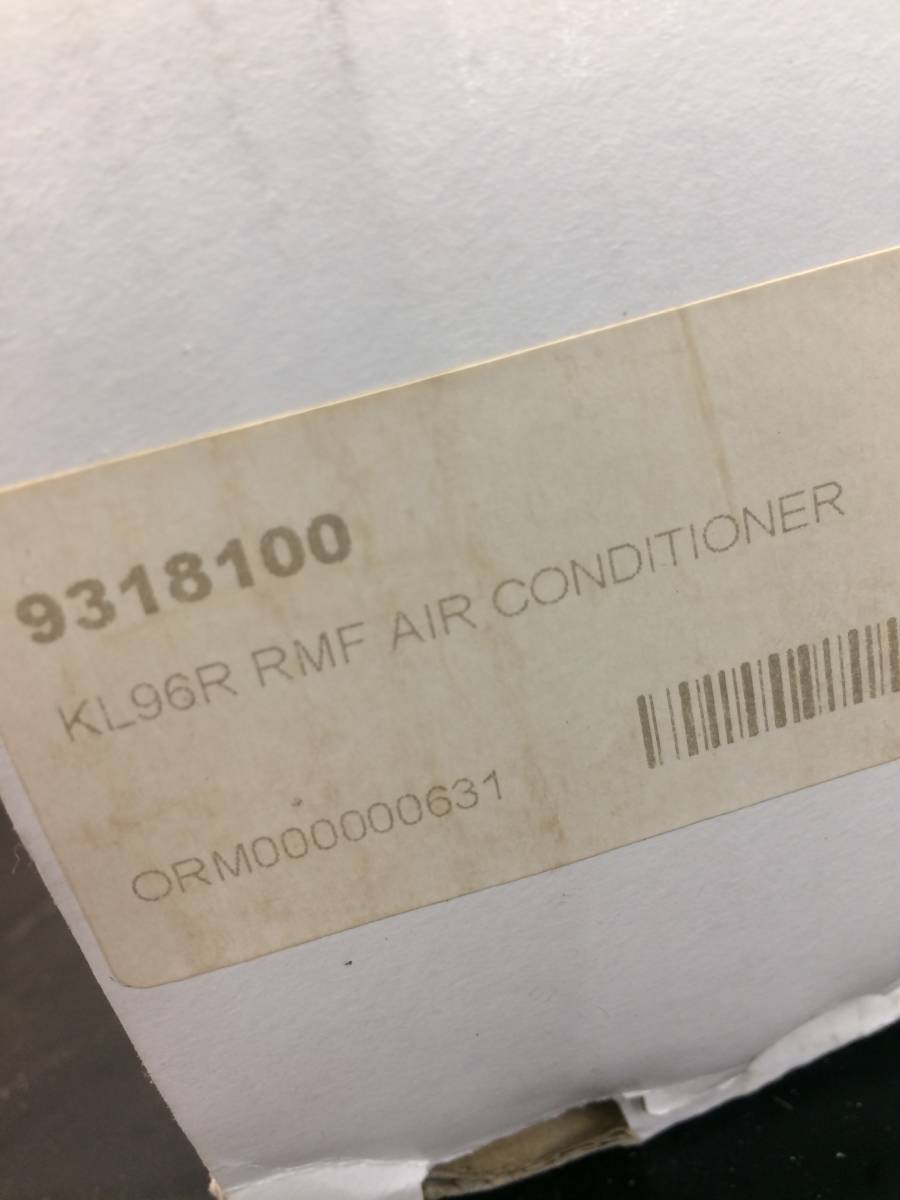 9318100
KL96R RMF AIR CONDITIONER
ORM000000631